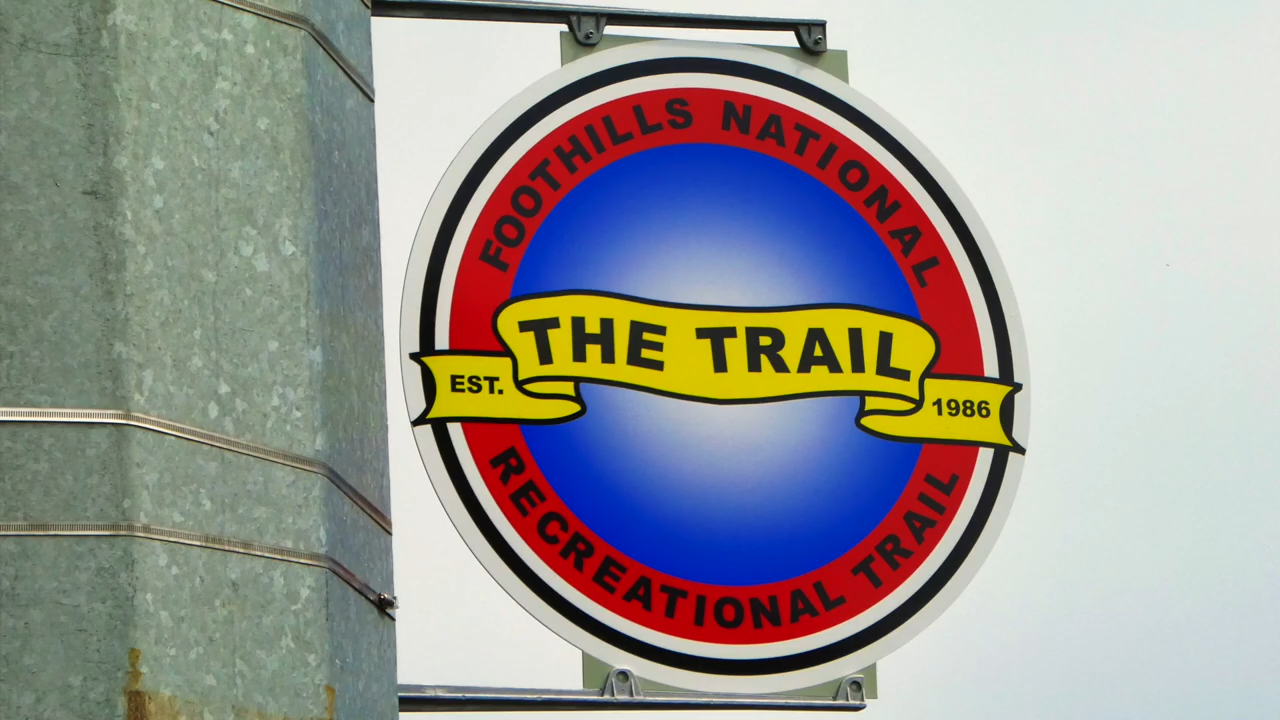 FOOTHILLS NATIONAL
THE TRAIL
EST. 1986
RECREATIONAL TRAIL